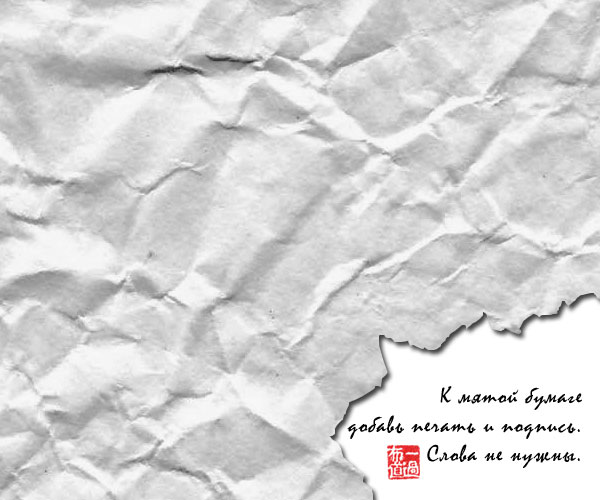 К мятой бумаге
добавь печать и подпись.
Слова не нужны.